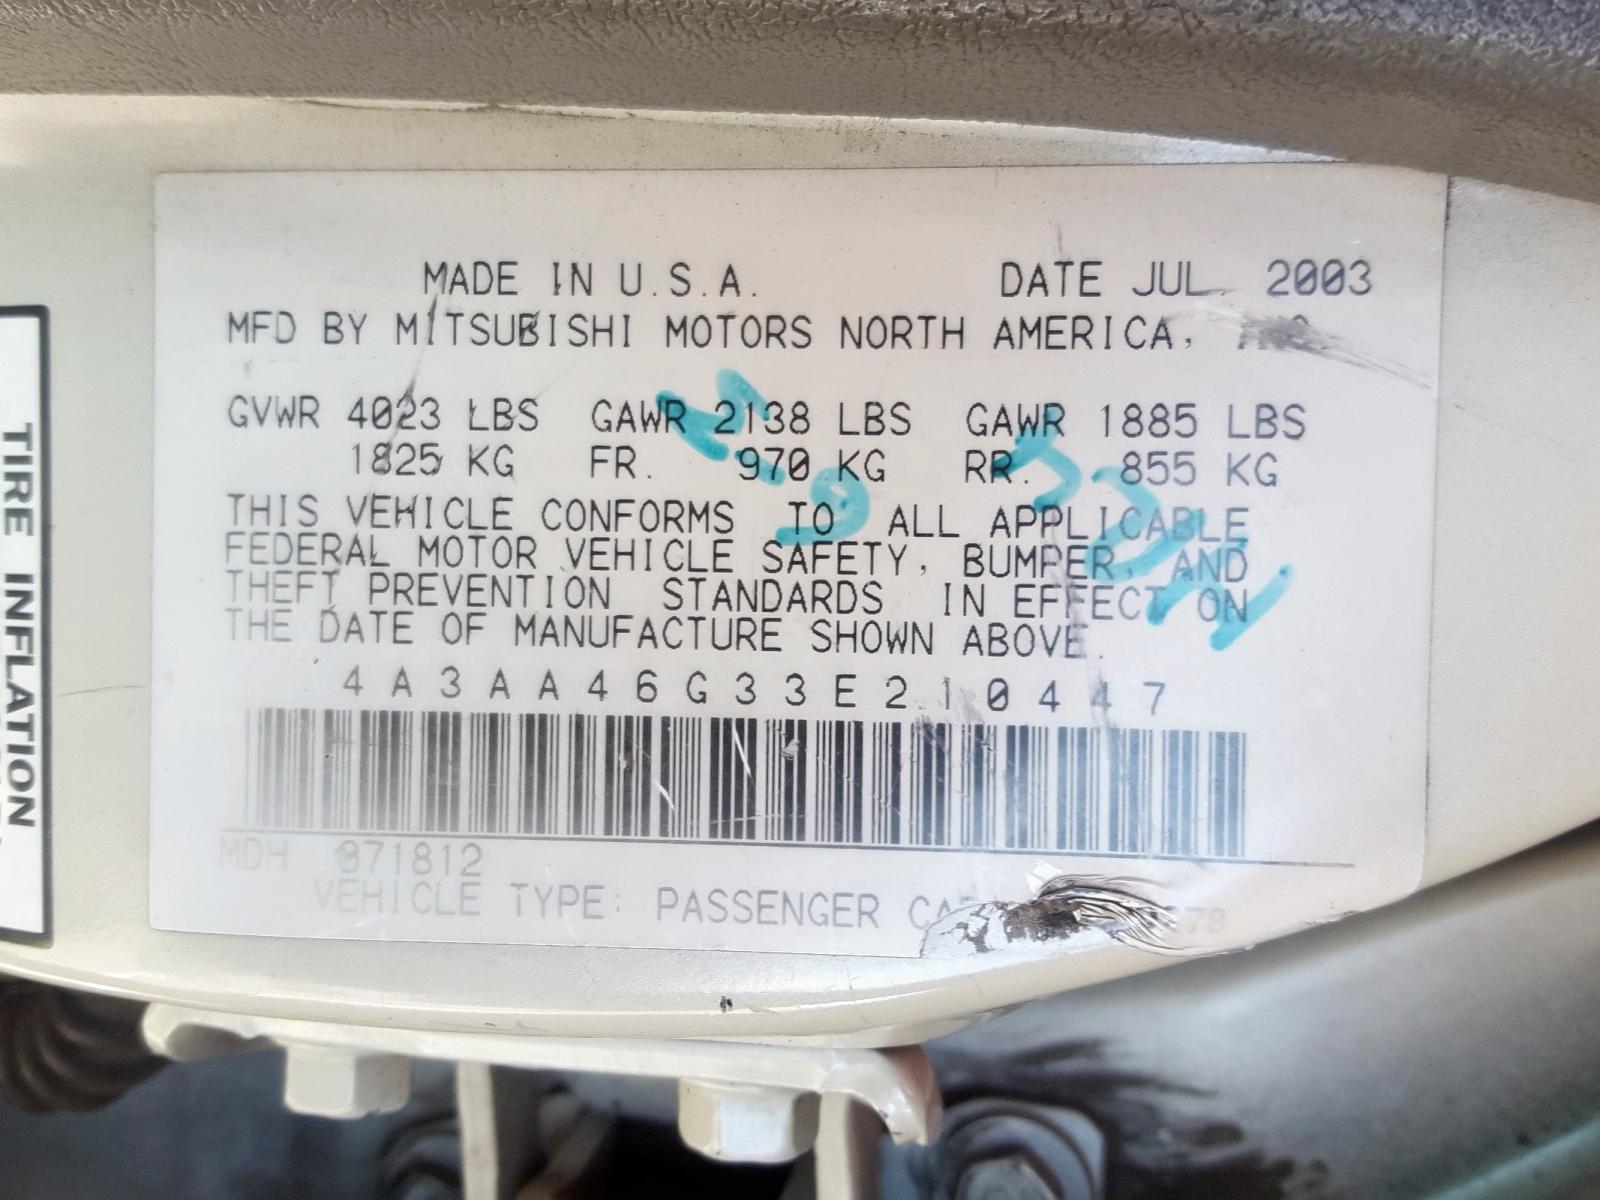 MADE IN U.S.A. DATE JUL. 2003
MFD BY MITSUBISHI MOTORS NORTH AMERICA, INC.
GVWR 4023 LBS GAWR 2138 LBS GAWR 1885 LBS
1825 KG FR. 970 KG RR. 855 KG
THIS VEHICLE CONFORMS TO ALL APPLICABLE
FEDERAL MOTOR VEHICLE SAFETY, BUMPER, AND
THEFT PREVENTION STANDARDS IN EFFECT ON
THE DATE OF MANUFACTURE SHOWN ABOVE.
4A3AA46G33E210447
MDH 071812
VEHICLE TYPE: PASSENGER
TIRE INFLATION